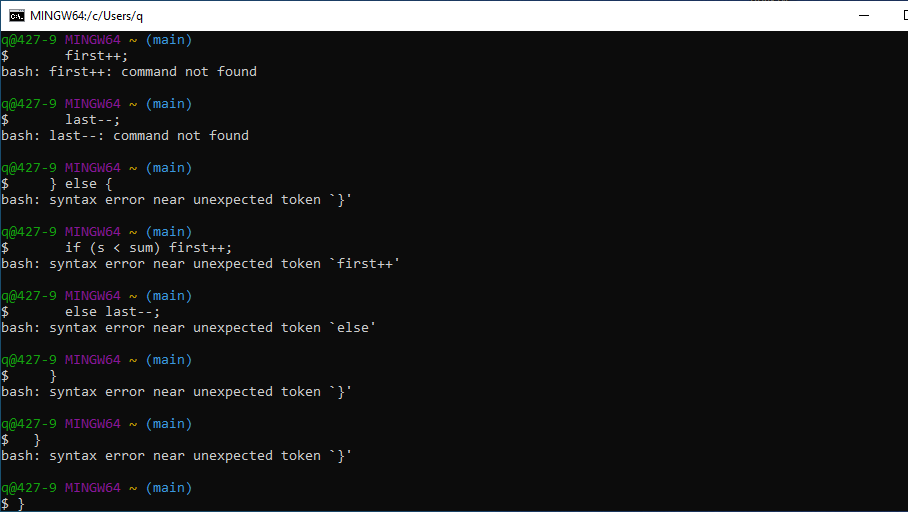 MINGW64:/c/Users/q
q@427-9 MINGW64 ~ (main)
$       first++;
bash: first++: command not found
q@427-9 MINGW64 ~ (main)
$       last--;
bash: last--: command not found
q@427-9 MINGW64 ~ (main)
$     } else {
bash: syntax error near unexpected token `}'
q@427-9 MINGW64 ~ (main)
$       if (s < sum) first++;
bash: syntax error near unexpected token `first++'
q@427-9 MINGW64 ~ (main)
$       else last--;
bash: syntax error near unexpected token `else'
q@427-9 MINGW64 ~ (main)
$     }
bash: syntax error near unexpected token `}'
q@427-9 MINGW64 ~ (main)
$   }
bash: syntax error near unexpected token `}'
q@427-9 MINGW64 ~ (main)
$ }